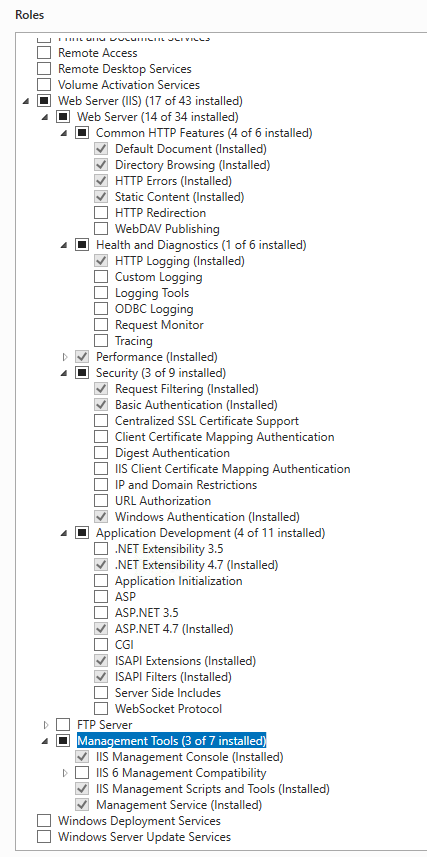 Roles
Print and Document Services
Remote Access
Remote Desktop Services
Volume Activation Services
Web Server (IIS) (17 of 43 installed)
Web Server (14 of 34 installed)
Common HTTP Features (4 of 6 installed)
Default Document (Installed)
Directory Browsing (Installed)
HTTP Errors (Installed)
Static Content (Installed)
HTTP Redirection
WebDAV Publishing
Health and Diagnostics (1 of 6 installed)
HTTP Logging (Installed)
Custom Logging
Logging Tools
ODBC Logging
Request Monitor
Tracing
Performance (Installed)
Security (3 of 9 installed)
Request Filtering (Installed)
Basic Authentication (Installed)
Centralized SSL Certificate Support
Client Certificate Mapping Authentication
Digest Authentication
IIS Client Certificate Mapping Authentication
IP and Domain Restrictions
URL Authorization
Windows Authentication (Installed)
Application Development (4 of 11 installed)
.NET Extensibility 3.5
.NET Extensibility 4.7 (Installed)
Application Initialization
ASP
ASP.NET 3.5
ASP.NET 4.7 (Installed)
CGI
ISAPI Extensions (Installed)
ISAPI Filters (Installed)
Server Side Includes
WebSocket Protocol
FTP Server
Management Tools (3 of 7 installed)
IIS Management Console (Installed)
IIS 6 Management Compatibility
IIS Management Scripts and Tools (Installed)
Management Service (Installed)
Windows Deployment Services
Windows Server Update Services